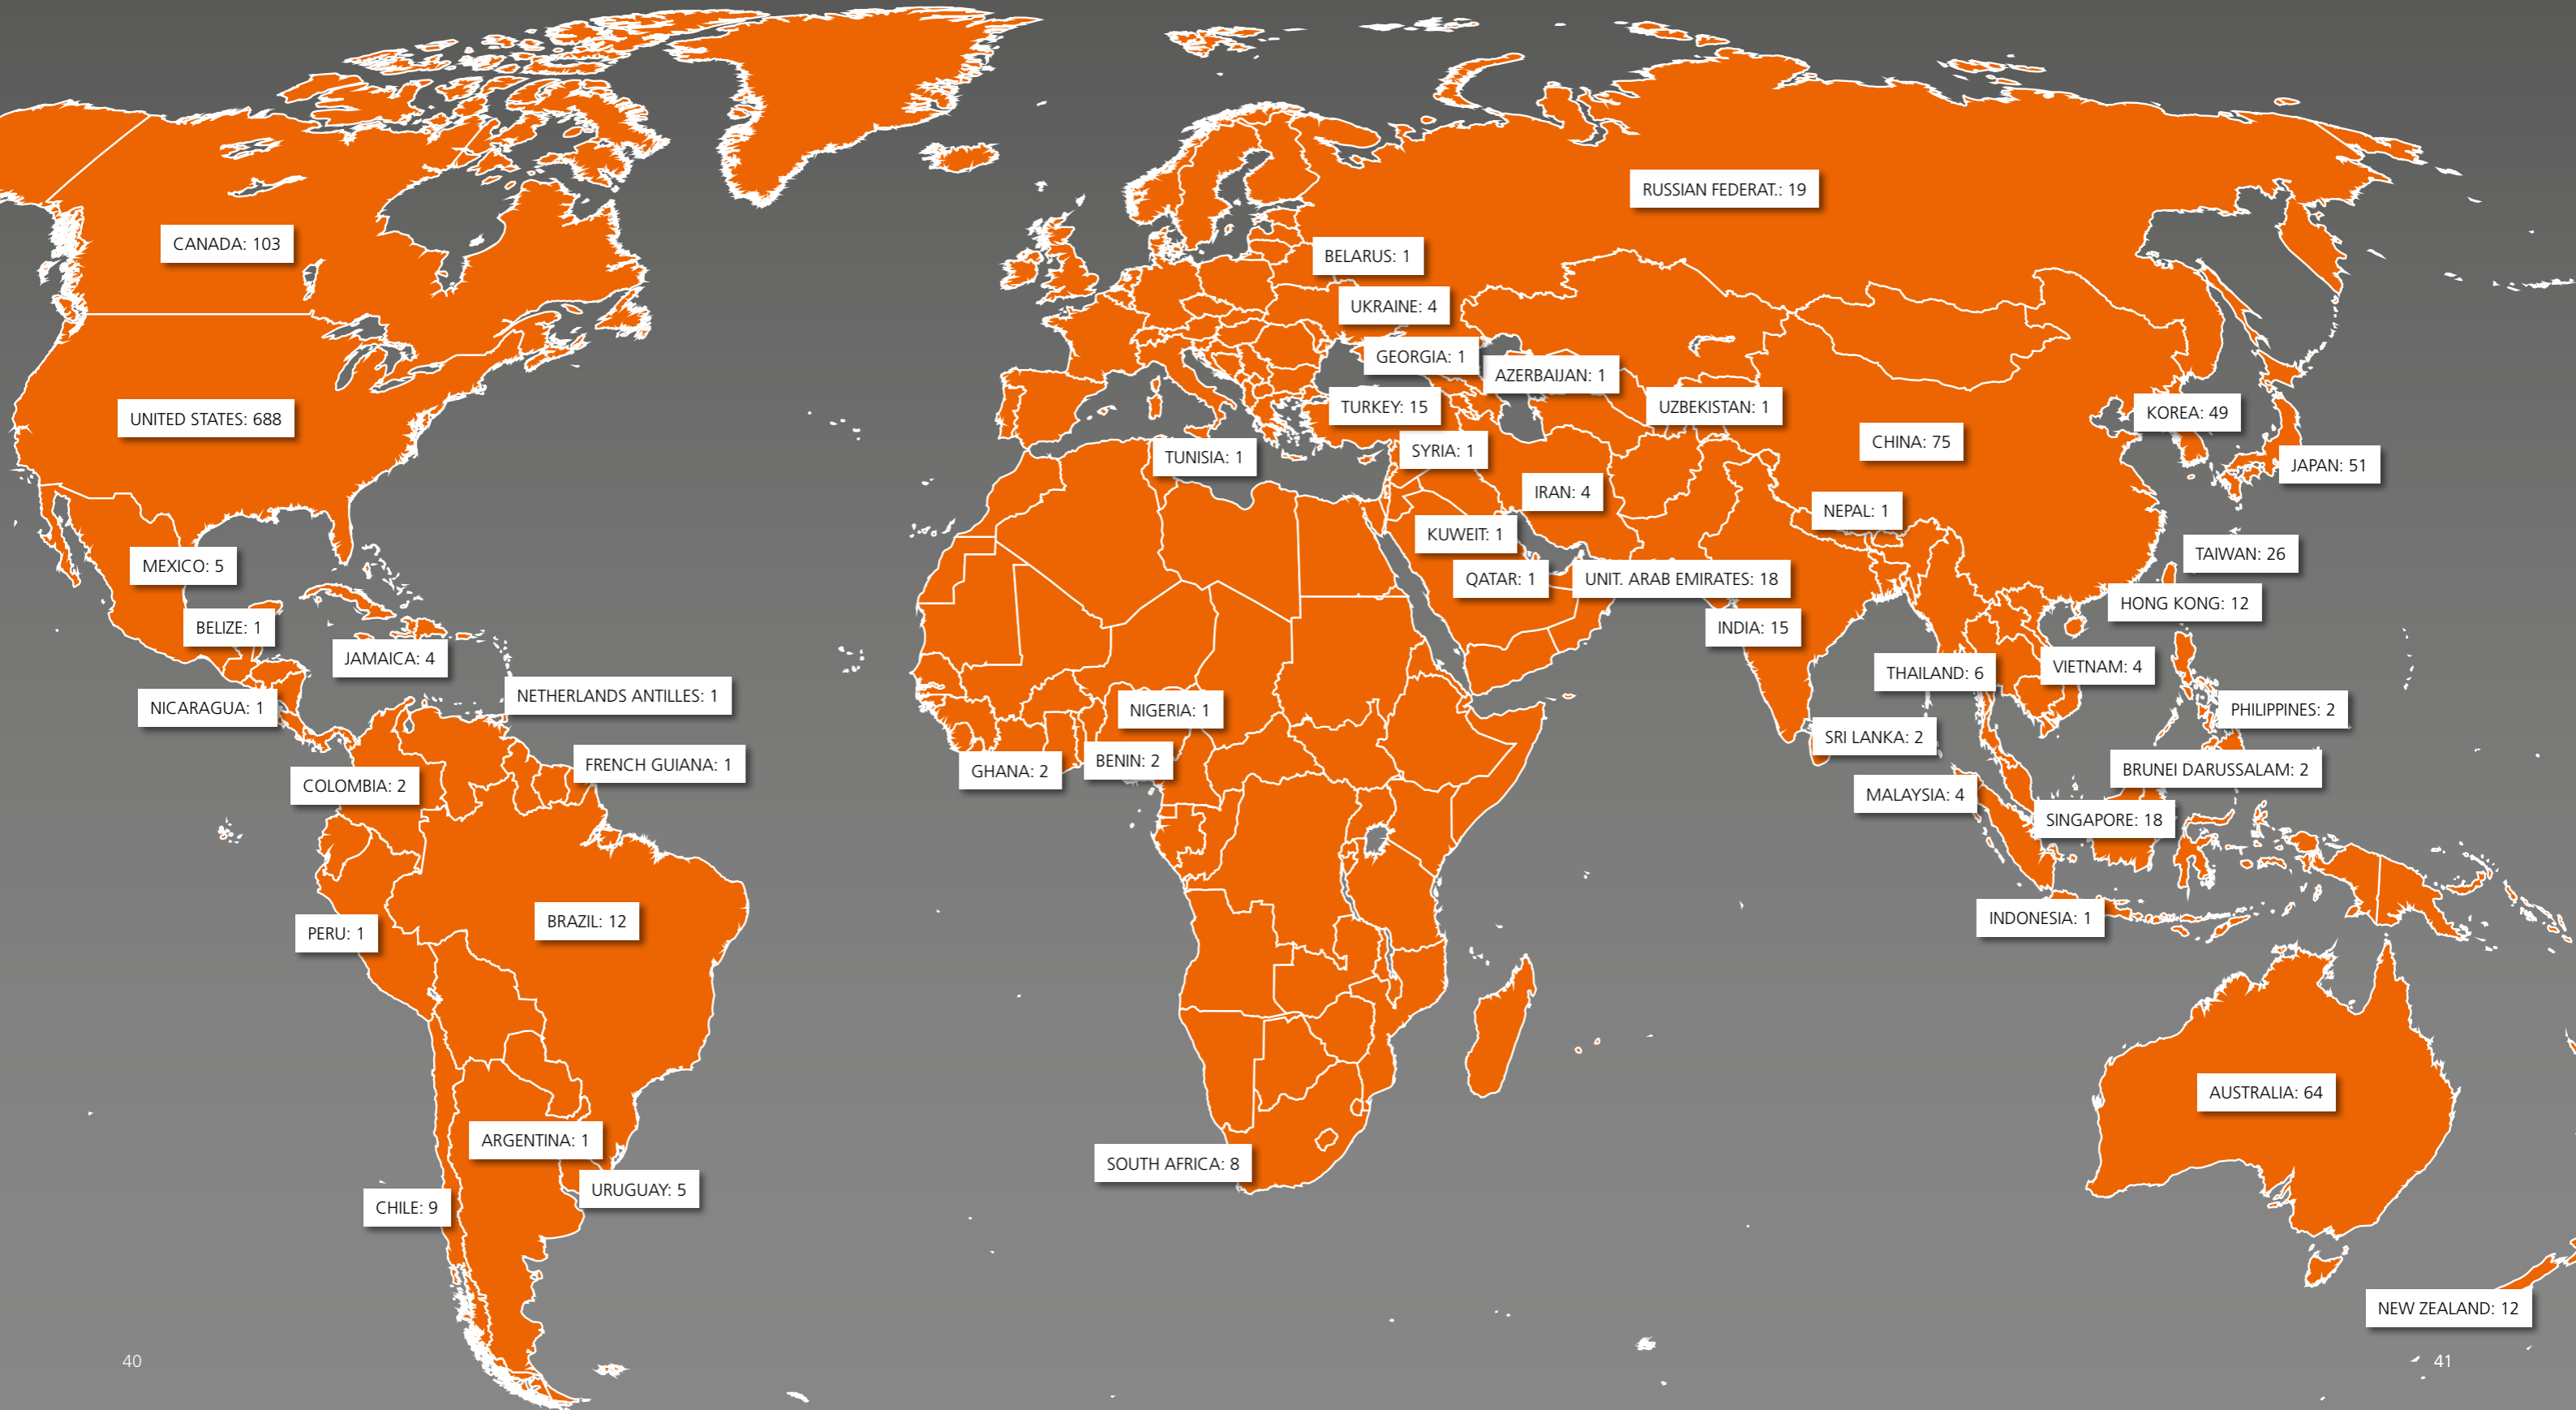 RUSSIAN FEDERAT.: 19
CANADA: 103
BELARUS: 1
UKRAINE: 4
GEORGIA: 1
AZERBAIJAN: 1
UNITED STATES: 688
TURKEY: 15
UZBEKISTAN: 1
KOREA: 49
CHINA: 75
SYRIA: 1
TUNISIA: 1
JAPAN: 51
IRAN: 4
NEPAL: 1
KUWEIT: 1
TAIWAN: 26
MEXICO: 5
QATAR: 1
UNIT. ARAB EMIRATES: 18
HONG KONG: 12
BELIZE: 1
INDIA: 15
JAMAICA: 4
VIETNAM: 4
THAILAND: 6
NETHERLANDS ANTILLES: 1
NICARAGUA: 1
NIGERIA: 1
PHILIPPINES: 2
SRI LANKA: 2
FRENCH GUIANA: 1
BENIN: 2
GHANA: 2
BRUNEI DARUSSALAM: 2
COLOMBIA: 2
MALAYSIA: 4
SINGAPORE: 18
INDONESIA: 1
BRAZIL: 12
PERU: 1
AUSTRALIA: 64
ARGENTINA: 1
SOUTH AFRICA: 8
URUGUAY: 5
CHILE: 9
NEW ZEALAND: 12
40
41